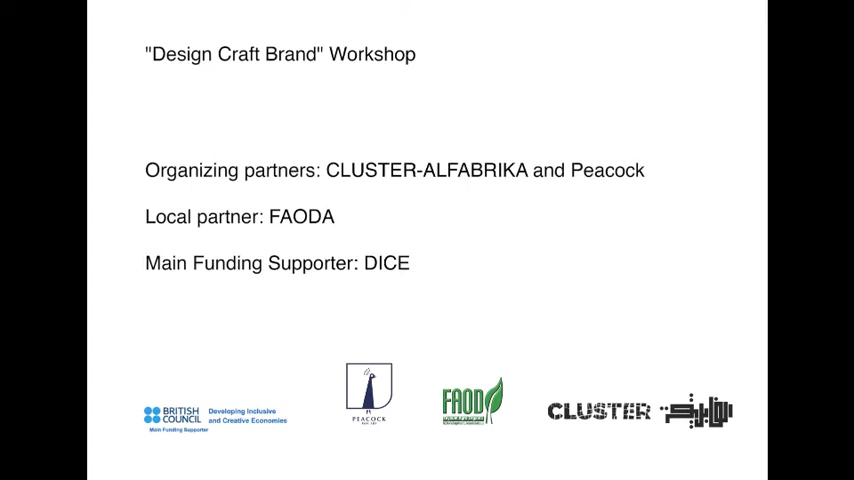 "Design Craft Brand" Workshop
Organizing partners: CLUSTER-ALFABRIKA and Peacock
Local partner: FAODA
Main Funding Supporter: DICE
BRITISH COUNCIL
Developing Inclusive
and Creative Economies
Main Funding Supporter
PEACOCK
FAOD
CLUSTER